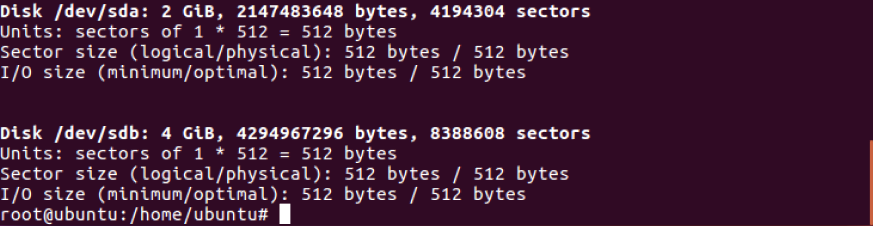 Disk /dev/sda: 2 GiB, 2147483648 bytes, 4194304 sectors
Units: sectors of 1 * 512 = 512 bytes
Sector size (logical/physical): 512 bytes / 512 bytes
I/O size (minimum/optimal): 512 bytes / 512 bytes
Disk /dev/sdb: 4 GiB, 4294967296 bytes, 8388608 sectors
Units: sectors of 1 * 512 = 512 bytes
Sector size (logical/physical): 512 bytes / 512 bytes
I/O size (minimum/optimal): 512 bytes / 512 bytes
root@ubuntu:/home/ubuntu#